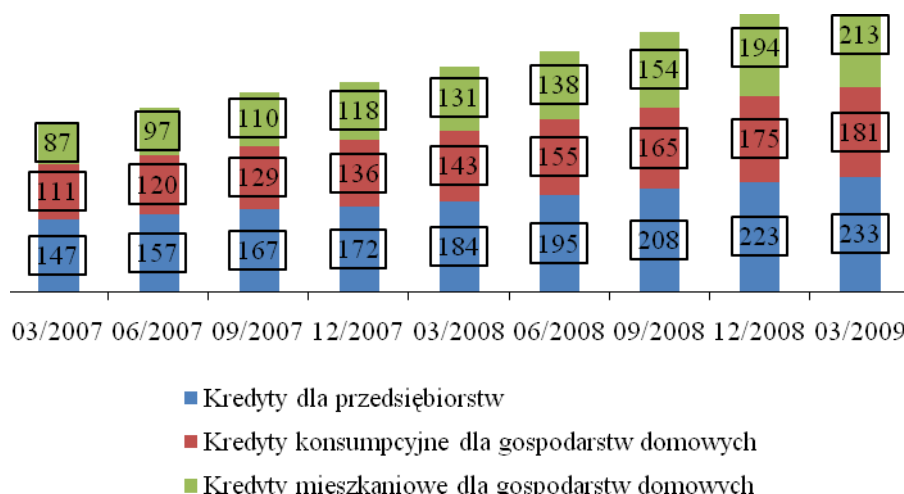 87 97 110 118 131 138 154 194 213
111 120 129 136 143 155 165 175 181
147 157 167 172 184 195 208 223 233
03/2007 06/2007 09/2007 12/2007 03/2008 06/2008 09/2008 12/2008 03/2009
Kredyty dla przedsiębiorstw
Kredyty konsumpcyjne dla gospodarstw domowych
Kredyty mieszkaniowe dla gospodarstw domowych